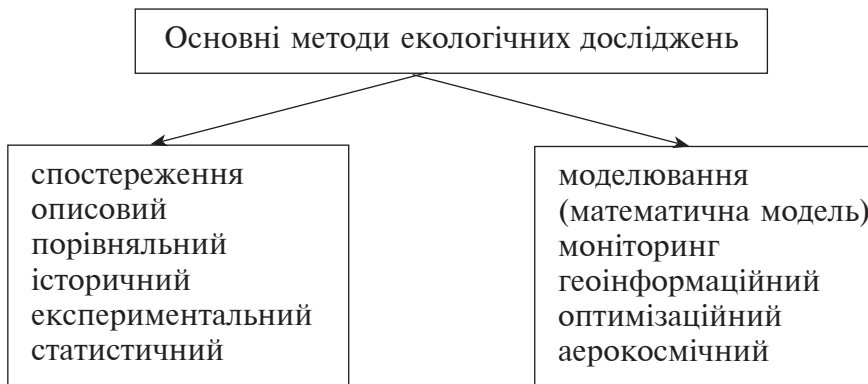 Основні методи екологічних досліджень
спостереження
описовий
порівняльний
історичний
експериментальний
статистичний
моделювання
(математична модель)
моніторинг
геоінформаційний
оптимізаційний
аерокосмічний